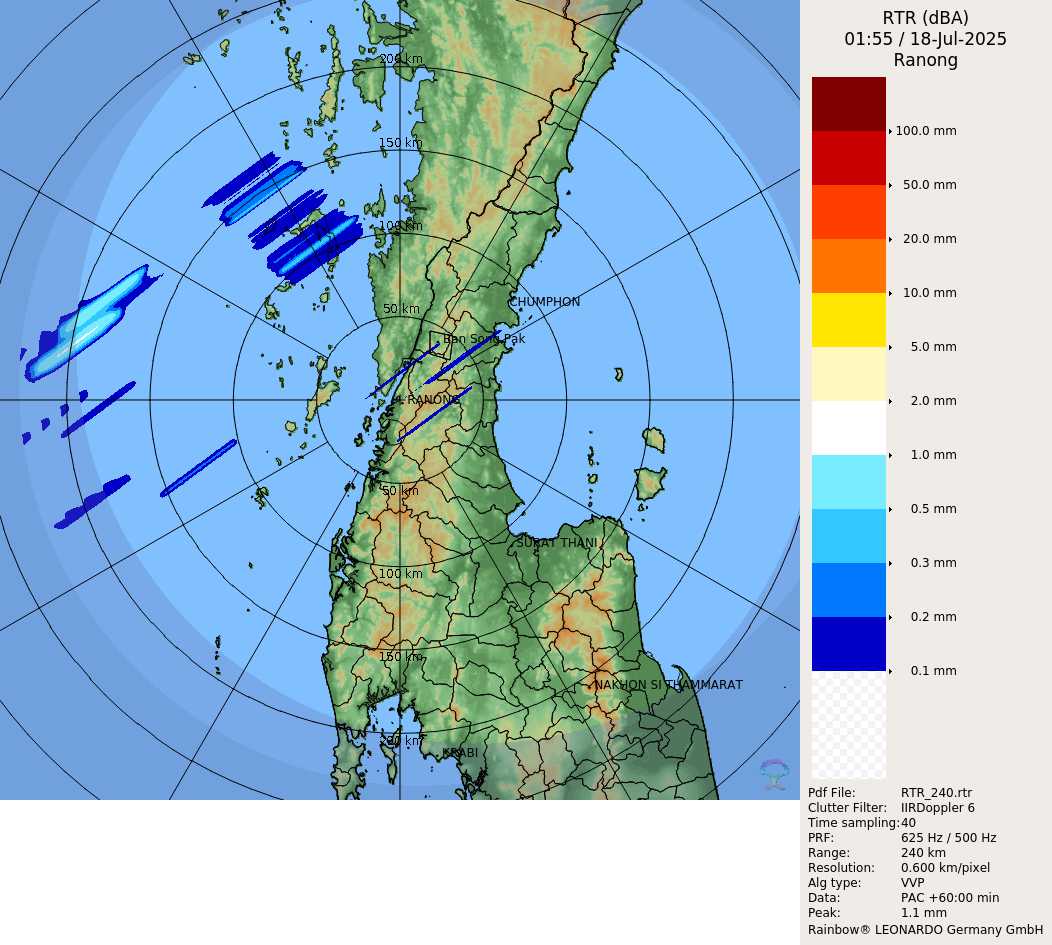 RTR (dBA)
01:55 / 18-Jul-2025
Ranong
200 km
150 km
100 km
50 km
CHUMPHON
Ban Song Pak
RANONG
50 km
SURAT THANI
100 km
150 km
NAKHON SI THAMMARAT
200 km
KRABI
100.0 mm
50.0 mm
20.0 mm
10.0 mm
5.0 mm
2.0 mm
1.0 mm
0.5 mm
0.3 mm
0.2 mm
0.1 mm
Pdf File: RTR_240.rtr
Clutter Filter: IIRDoppler 6
Time sampling:40
PRF: 625 Hz / 500 Hz
Range: 240 km
Resolution: 0.600 km/pixel
Alg type: VVP
Data: PAC +60:00 min
Peak: 1.1 mm
Rainbow® LEONARDO Germany GmbH